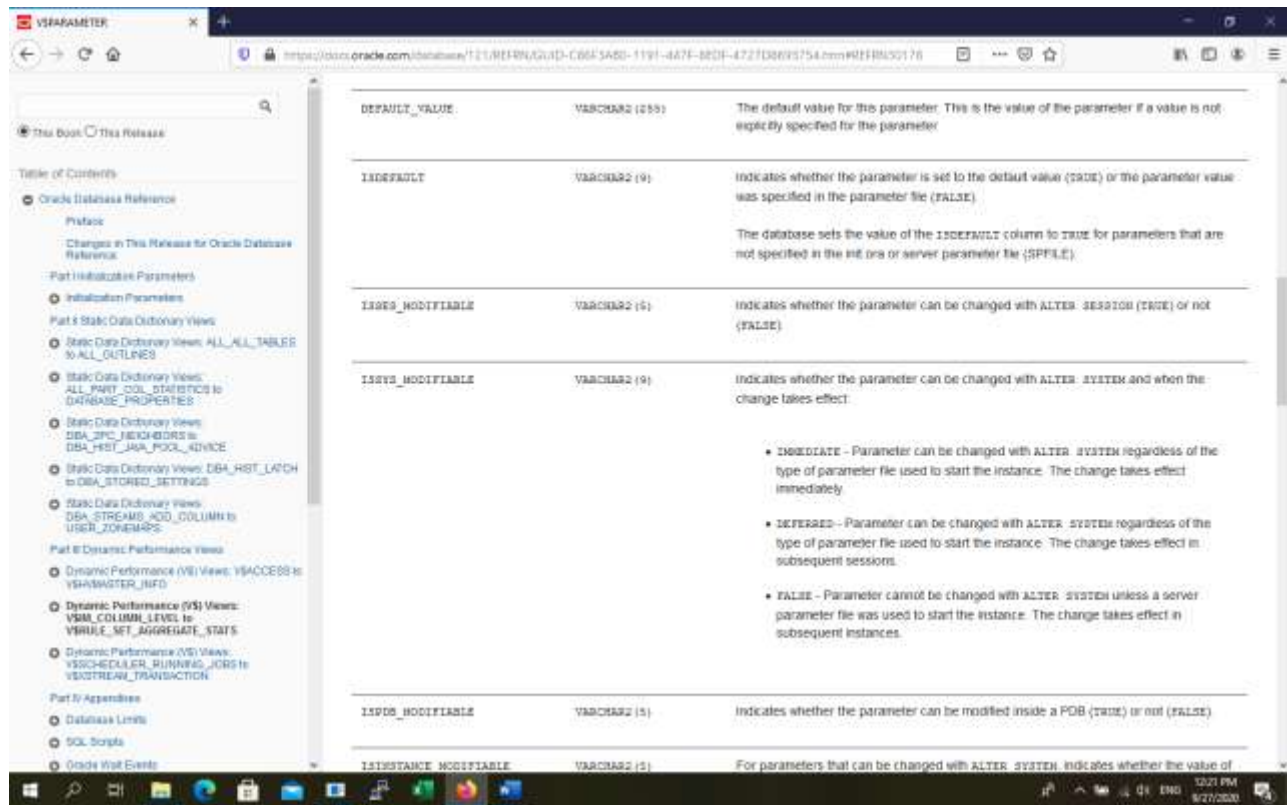 V$PARAMETER
https://docs.oracle.com/database/121/REFRN/
This Book This Release
Table of Contents
Oracle Database Reference
Preface
Changes in This Release for Oracle Database
Reference
Part I Initialization Parameters
Initialization Parameters
Part II Static Data Dictionary Views
Static Data Dictionary Views: ALL_ALL_TABLES
to ALL_OUTLINES
Static Data Dictionary Views:
ALL_PART_COL_STATISTICS to
DATABASE_PROPERTIES
Static Data Dictionary Views:
DBA_2PC_NEIGHBORS to
DBA_HIST_JAVA_POOL_ADVICE
Static Data Dictionary Views: DBA_HIST_LATCH
to DBA_STORED_SETTINGS
Static Data Dictionary Views:
DBA_STREAMS_ADD_COLUMN to
USER_ZONEMAPS
Part III Dynamic Performance Views
Dynamic Performance (V$) Views: V$ACCESS to
V$HVMASTER_INFO
Dynamic Performance (V$) Views:
V$IM_COLUMN_LEVEL to
V$RULE_SET_AGGREGATE_STATS
Dynamic Performance (V$) Views:
V$SCHEDULER_RUNNING_JOBS to
V$XSTREAM_TRANSACTION
Part IV Appendixes
Database Limits
SQL Scripts
Oracle Wait Events
DEFAULT_VALUE VARCHAR2(255) The default value for this parameter. This is the value of the parameter if a value is not
explicitly specified for the parameter.
ISDEFAULT VARCHAR2(9) Indicates whether the parameter is set to the default value (TRUE) or the parameter value
was specified in the parameter file (FALSE).
The database sets the value of the ISDEFAULT column to TRUE for parameters that are
not specified in the init.ora or server parameter file (SPFILE).
ISSES_MODIFIABLE VARCHAR2(5) Indicates whether the parameter can be changed with ALTER SESSION (TRUE) or not
(FALSE)
ISSYS_MODIFIABLE VARCHAR2(9) Indicates whether the parameter can be changed with ALTER SYSTEM and when the
change takes effect:
• IMMEDIATE - Parameter can be changed with ALTER SYSTEM regardless of the
type of parameter file used to start the instance. The change takes effect
immediately.
• DEFERRED - Parameter can be changed with ALTER SYSTEM regardless of the
type of parameter file used to start the instance. The change takes effect in
subsequent sessions.
• FALSE - Parameter cannot be changed with ALTER SYSTEM unless a server
parameter file was used to start the instance. The change takes effect in
subsequent instances.
ISPDB_MODIFIABLE VARCHAR2(5) Indicates whether the parameter can be modified inside a PDB (TRUE) or not (FALSE)
ISINSTANCE_MODIFIABLE VARCHAR2(5) For parameters that can be changed with ALTER SYSTEM, indicates whether the value of
ENG
12:21 PM
9/27/2020